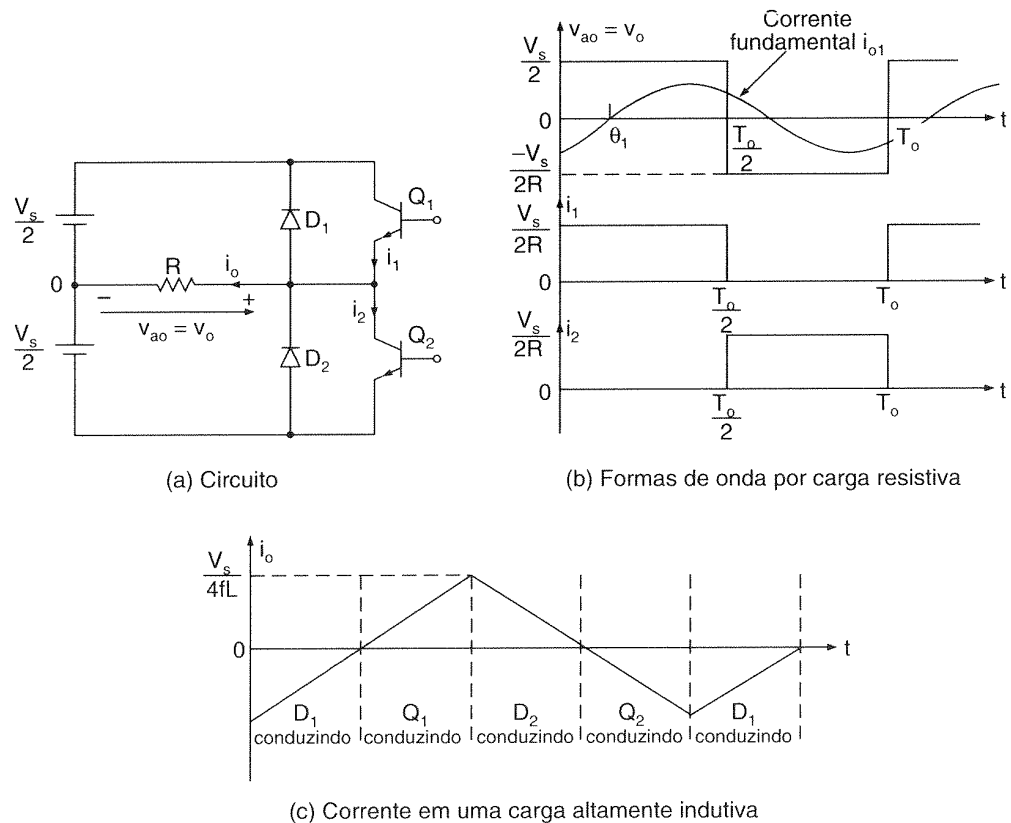 V_s/2
V_s/2
0
R
i_o
− +
v_ao = v_o
D_1
D_2
Q_1
Q_2
i_1
i_2
(a) Circuito
v_ao = v_o
Corrente
fundamental i_o1
V_s/2
0
−V_s/2R
θ_1
T_o/2
T_o
t
i_1
V_s/2R
0
T_o/2
T_o
t
i_2
V_s/2R
0
T_o/2
T_o
t
(b) Formas de onda por carga resistiva
i_o
V_s/4fL
0
t
D_1 Q_1 D_2 Q_2 D_1
conduzindo conduzindo conduzindo conduzindo conduzindo
(c) Corrente em uma carga altamente indutiva